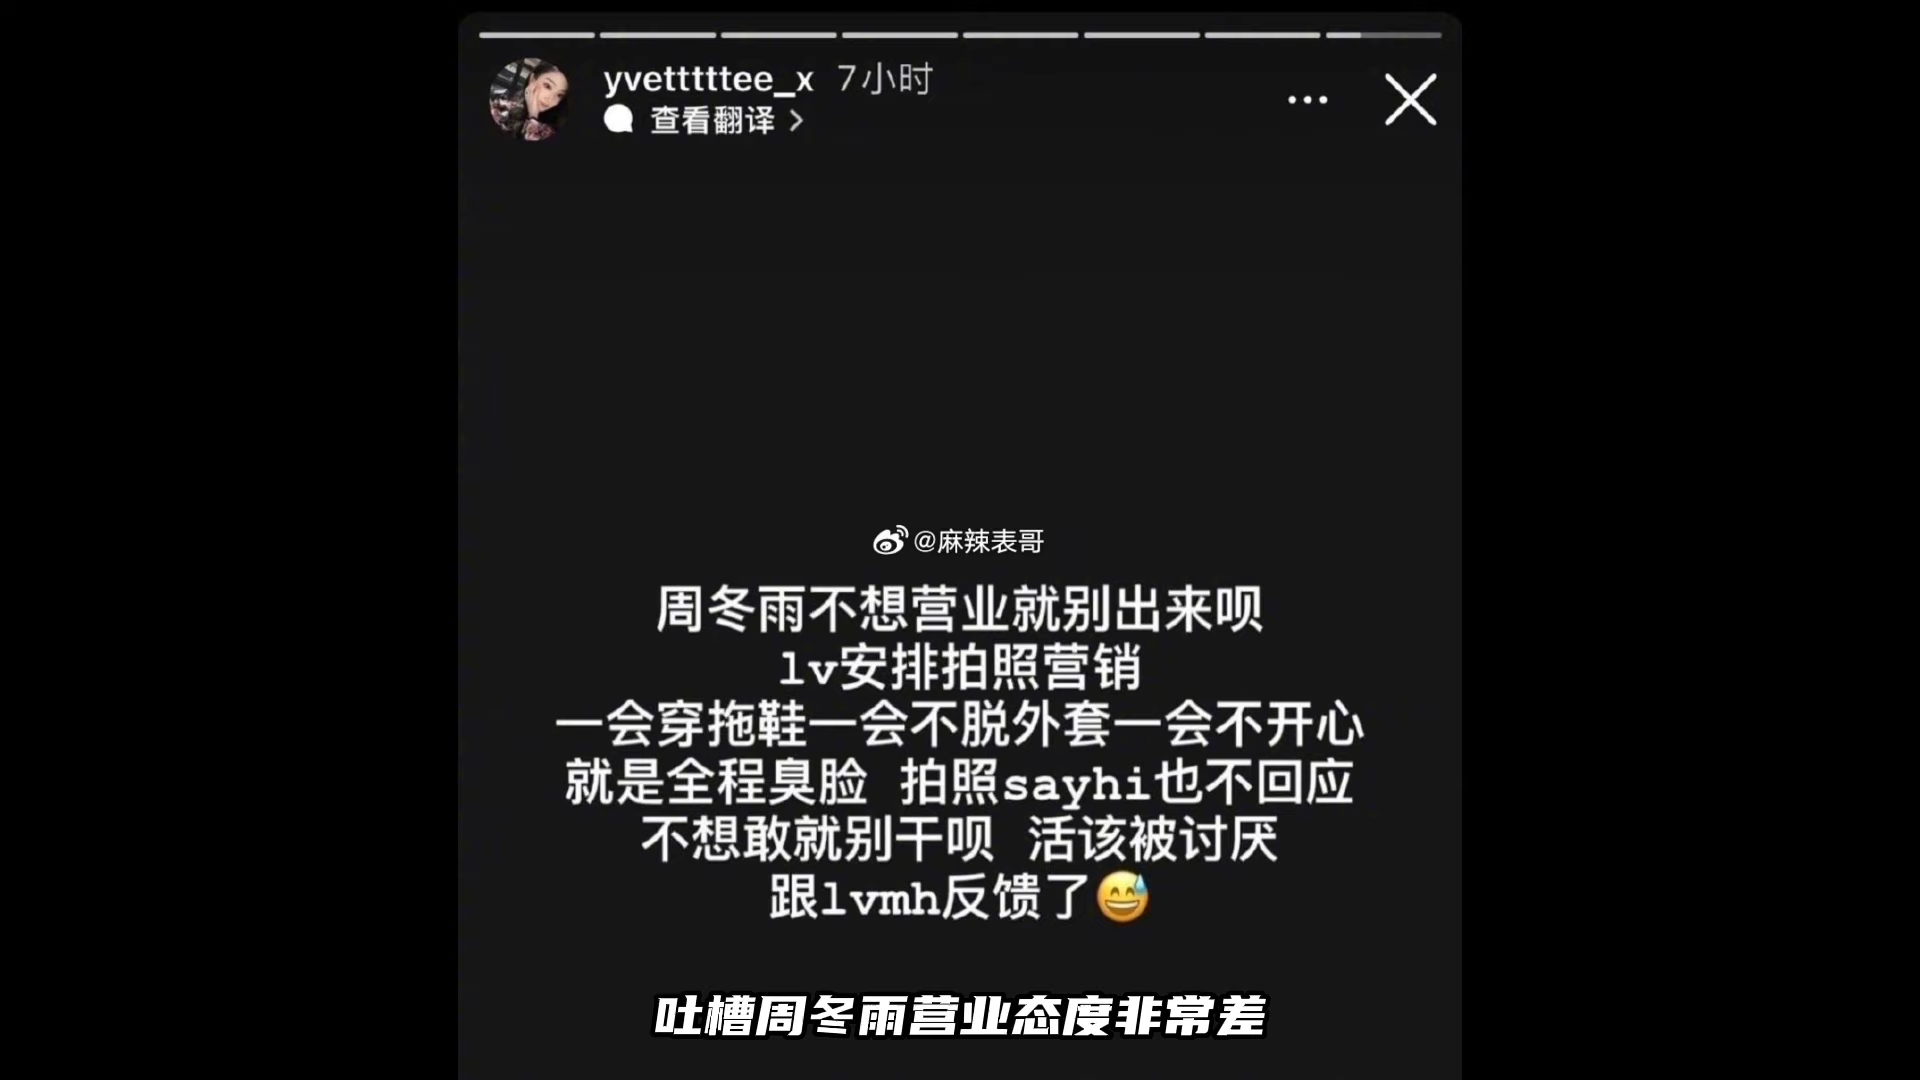 yvetttttee_x 7小时
查看翻译 >
@麻辣表哥
周冬雨不想营业就别出来呗
lv安排拍照营销
一会穿拖鞋一会不脱外套一会不开心
就是全程臭脸 拍照sayhi也不回应
不想敢就别干呗 活该被讨厌
跟lvmh反馈了😅
吐槽周冬雨营业态度非常差